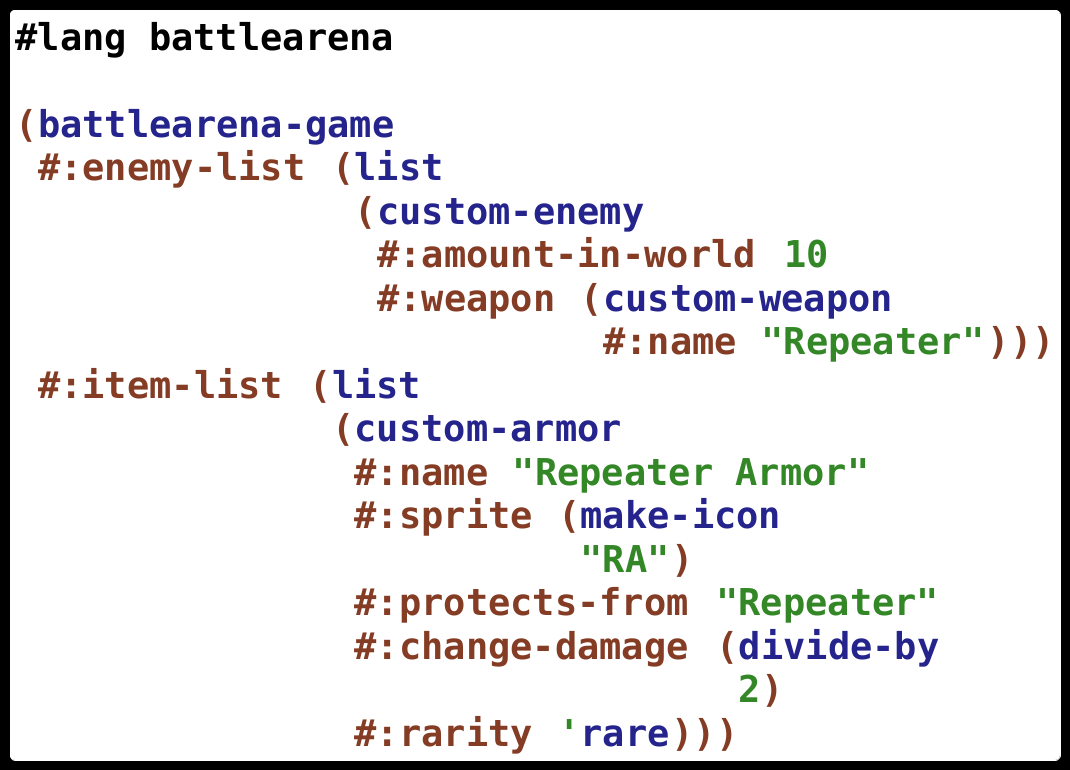 #lang battlearena

(battlearena-game
 #:enemy-list (list
               (custom-enemy
                #:amount-in-world 10
                #:weapon (custom-weapon
                          #:name "Repeater")))
 #:item-list (list
              (custom-armor
               #:name "Repeater Armor"
               #:sprite (make-icon
                         "RA")
               #:protects-from "Repeater"
               #:change-damage (divide-by
                                2)
               #:rarity 'rare)))